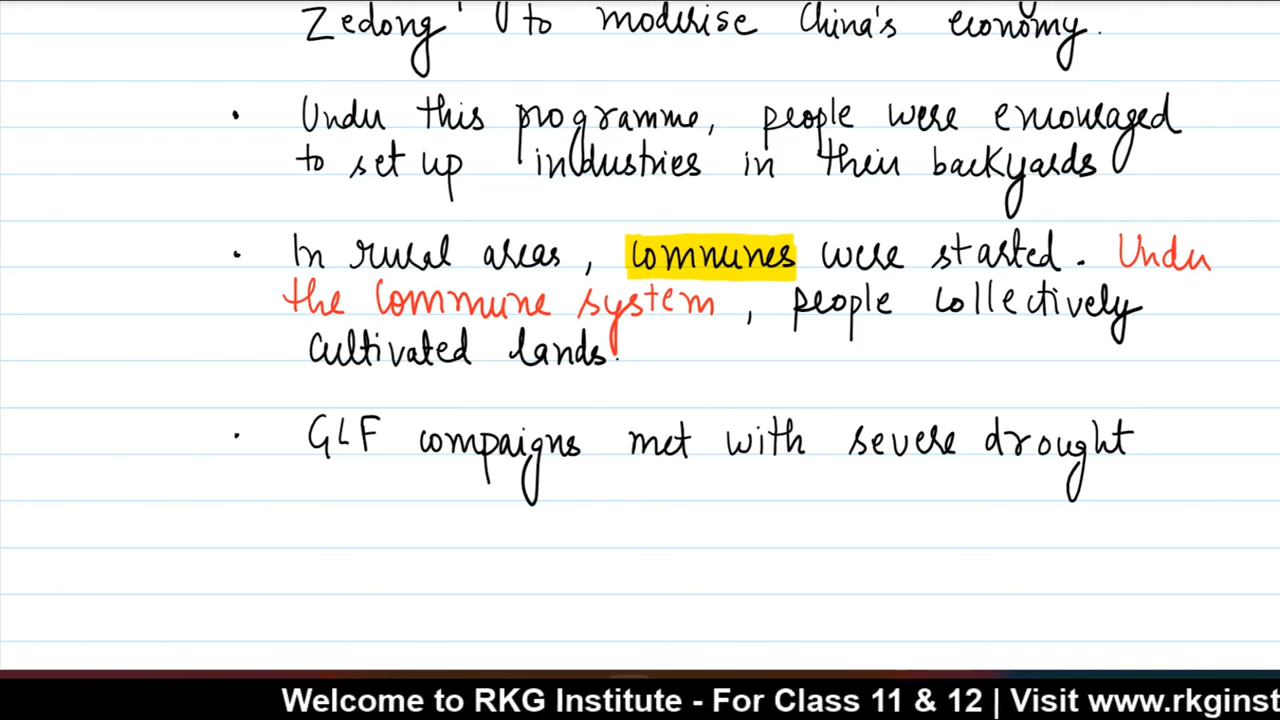 Zedong' to moderise China's economy.
• Under this programme, people were encouraged
to set up industries in their backyards
• In rural areas, communes were started. Under
the commune system, people collectively
cultivated lands.
• GLF compaigns met with severe drought
Welcome to RKG Institute - For Class 11 & 12 | Visit www.rkginst